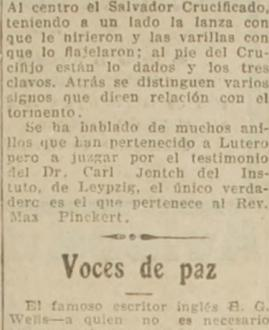 Al centro el Salvador Crucificado,
teniendo a un lado la lanza con
que le hirieron y las varillas con
que lo flajelaron; al pie del Cru-
cifijo están lo dados y los tres
clavos. Atrás se distinguen varios
signos que dicen relación con el
tormento.
Se ha hablado de muchos ani-
llos que han pertenecido a Lutero
pero a juzgar por el testimonio
del Dr. Carl Jentch del Ins-
tuto, de Leypzig, el único verda-
derc es el que pertenece al Rev.
Max Pinckert.
Voces de paz
El famoso escritor inglés H. G.
Wells—a quien no es necesario